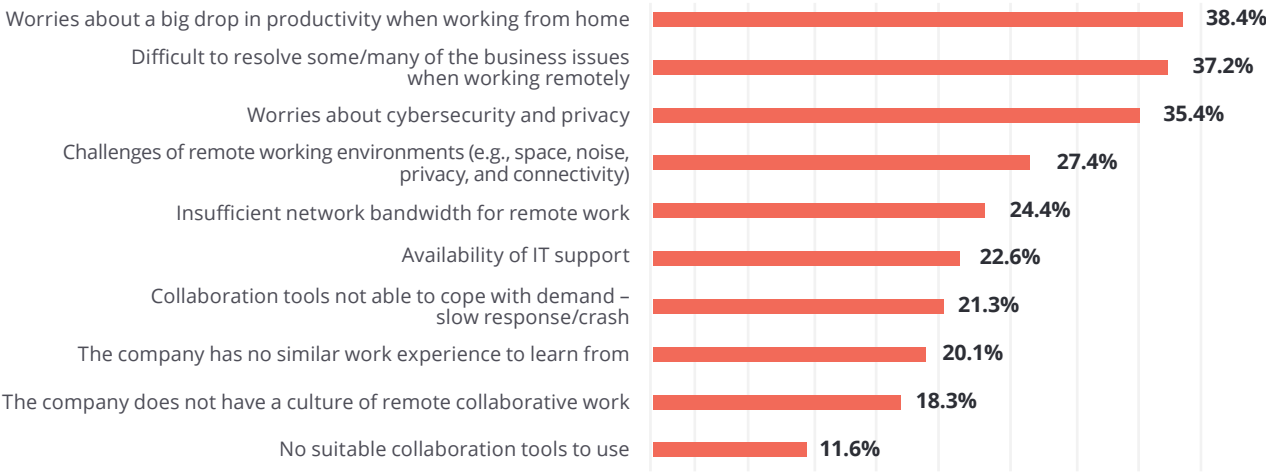 Worries about a big drop in productivity when working from home 38.4%
Difficult to resolve some/many of the business issues
when working remotely 37.2%
Worries about cybersecurity and privacy 35.4%
Challenges of remote working environments (e.g., space, noise,
privacy, and connectivity) 27.4%
Insufficient network bandwidth for remote work 24.4%
Availability of IT support 22.6%
Collaboration tools not able to cope with demand –
slow response/crash 21.3%
The company has no similar work experience to learn from 20.1%
The company does not have a culture of remote collaborative work 18.3%
No suitable collaboration tools to use 11.6%